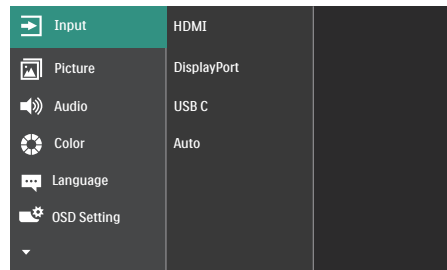 Input
HDMI
Picture
DisplayPort
Audio
USB C
Color
Auto
Language
OSD Setting